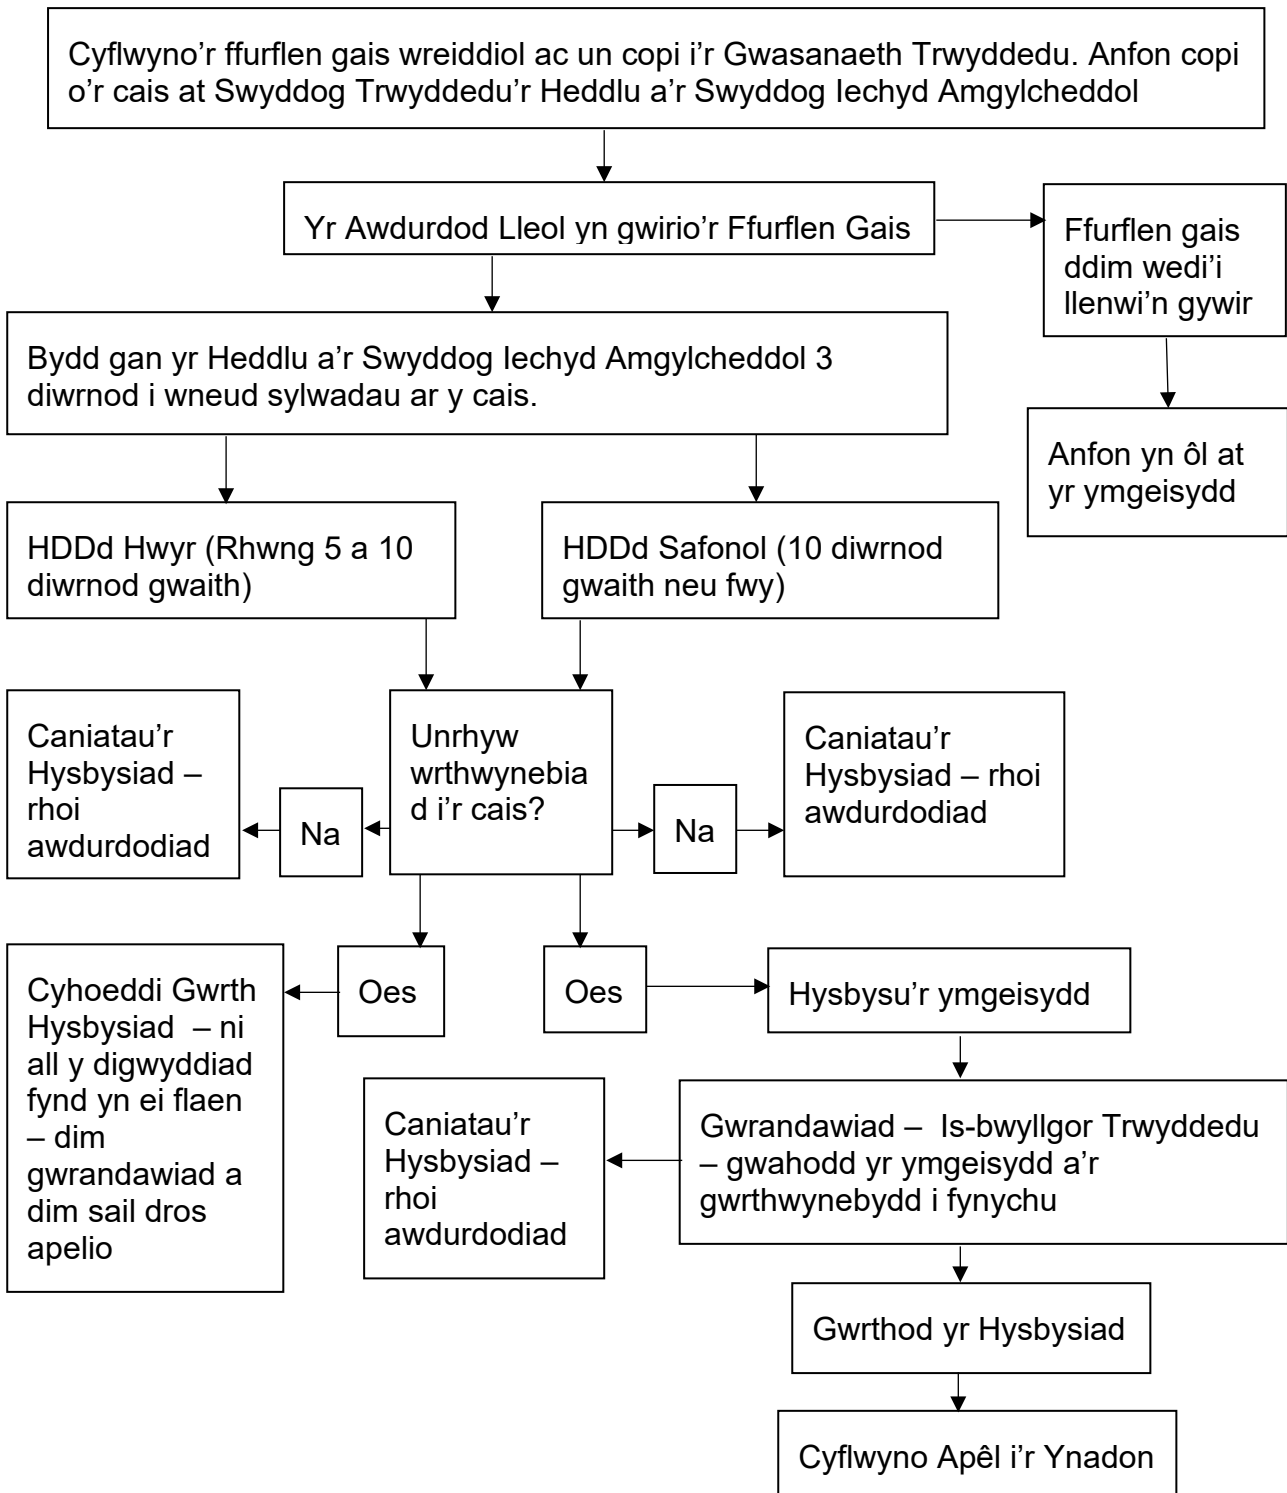 Cyflwyno’r ffurflen gais wreiddiol ac un copi i’r Gwasanaeth Trwyddedu. Anfon copi
o’r cais at Swyddog Trwyddedu’r Heddlu a’r Swyddog Iechyd Amgylcheddol
Yr Awdurdod Lleol yn gwirio’r Ffurflen Gais
Ffurflen gais
ddim wedi’i
llenwi’n gywir
Bydd gan yr Heddlu a’r Swyddog Iechyd Amgylcheddol 3
diwrnod i wneud sylwadau ar y cais.
Anfon yn ôl at
yr ymgeisydd
HDDd Hwyr (Rhwng 5 a 10
diwrnod gwaith)
HDDd Safonol (10 diwrnod
gwaith neu fwy)
Caniatau’r
Hysbysiad –
rhoi
awdurdodiad
Na
Unrhyw
wrthwynebia
d i’r cais?
Na
Caniatau’r
Hysbysiad – rhoi
awdurdodiad
Cyhoeddi Gwrth
Hysbysiad – ni
all y digwyddiad
fynd yn ei flaen
– dim
gwrandawiad a
dim sail dros
apelio
Oes
Oes
Hysbysu’r ymgeisydd
Caniatau’r
Hysbysiad –
rhoi
awdurdodiad
Gwrandawiad – Is-bwyllgor Trwyddedu
– gwahodd yr ymgeisydd a’r
gwrthwynebydd i fynychu
Gwrthod yr Hysbysiad
Cyflwyno Apêl i’r Ynadon